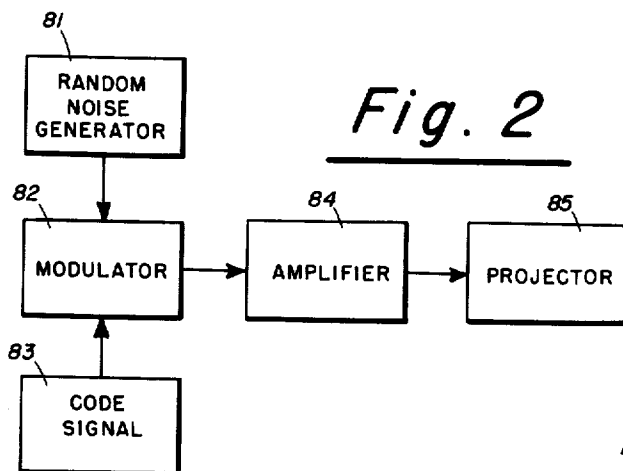 81
RANDOM
NOISE
GENERATOR
Fig. 2
82
MODULATOR
84
AMPLIFIER
85
PROJECTOR
83
CODE
SIGNAL